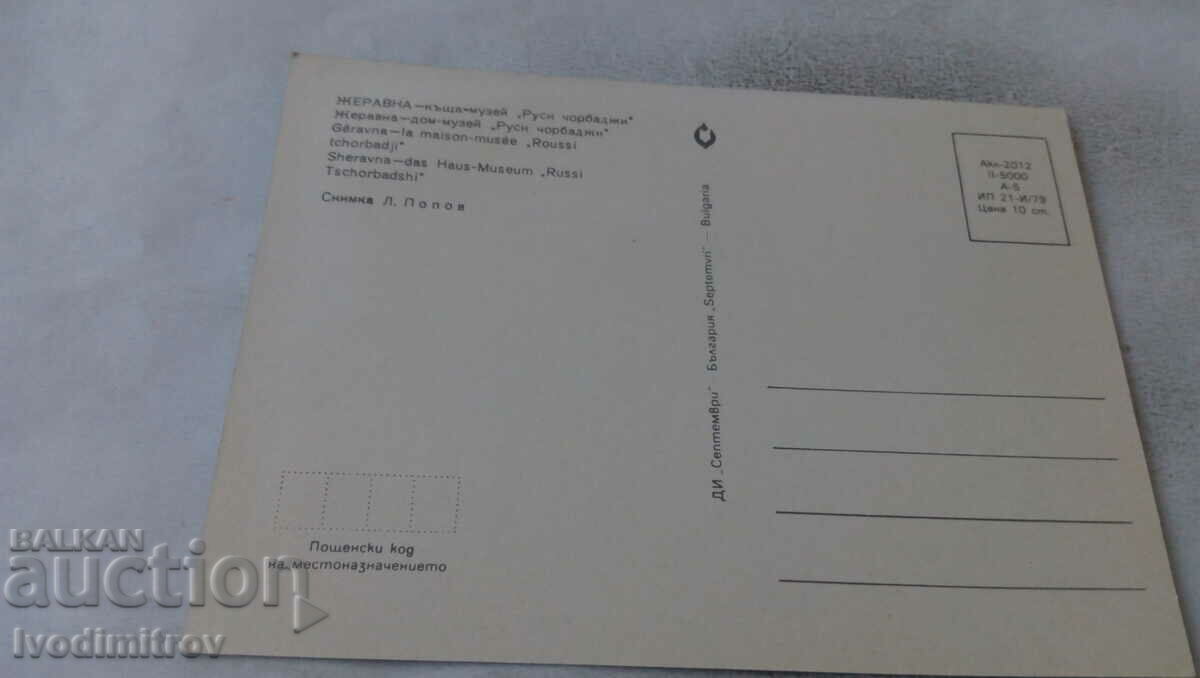 ЖЕРАВНА—къща-музей „Руси чорбаджи"
Жеравна—дом-музей „Руси чорбаджи"
Géravna—la maison-musée „Roussi
tchorbadji"
Sheravna—das Haus-Museum „Russi
Tschorbadshi"
Снимка Л. Попов
ДИ „Септември" България „Septemvri" — Bulgaria
Акл-2012
II-5000
А-5
ИП 21-И/79
Цена 10 ст.
Пощенски код
на местоназначението
BALKAN
auction
Ivodimitrov